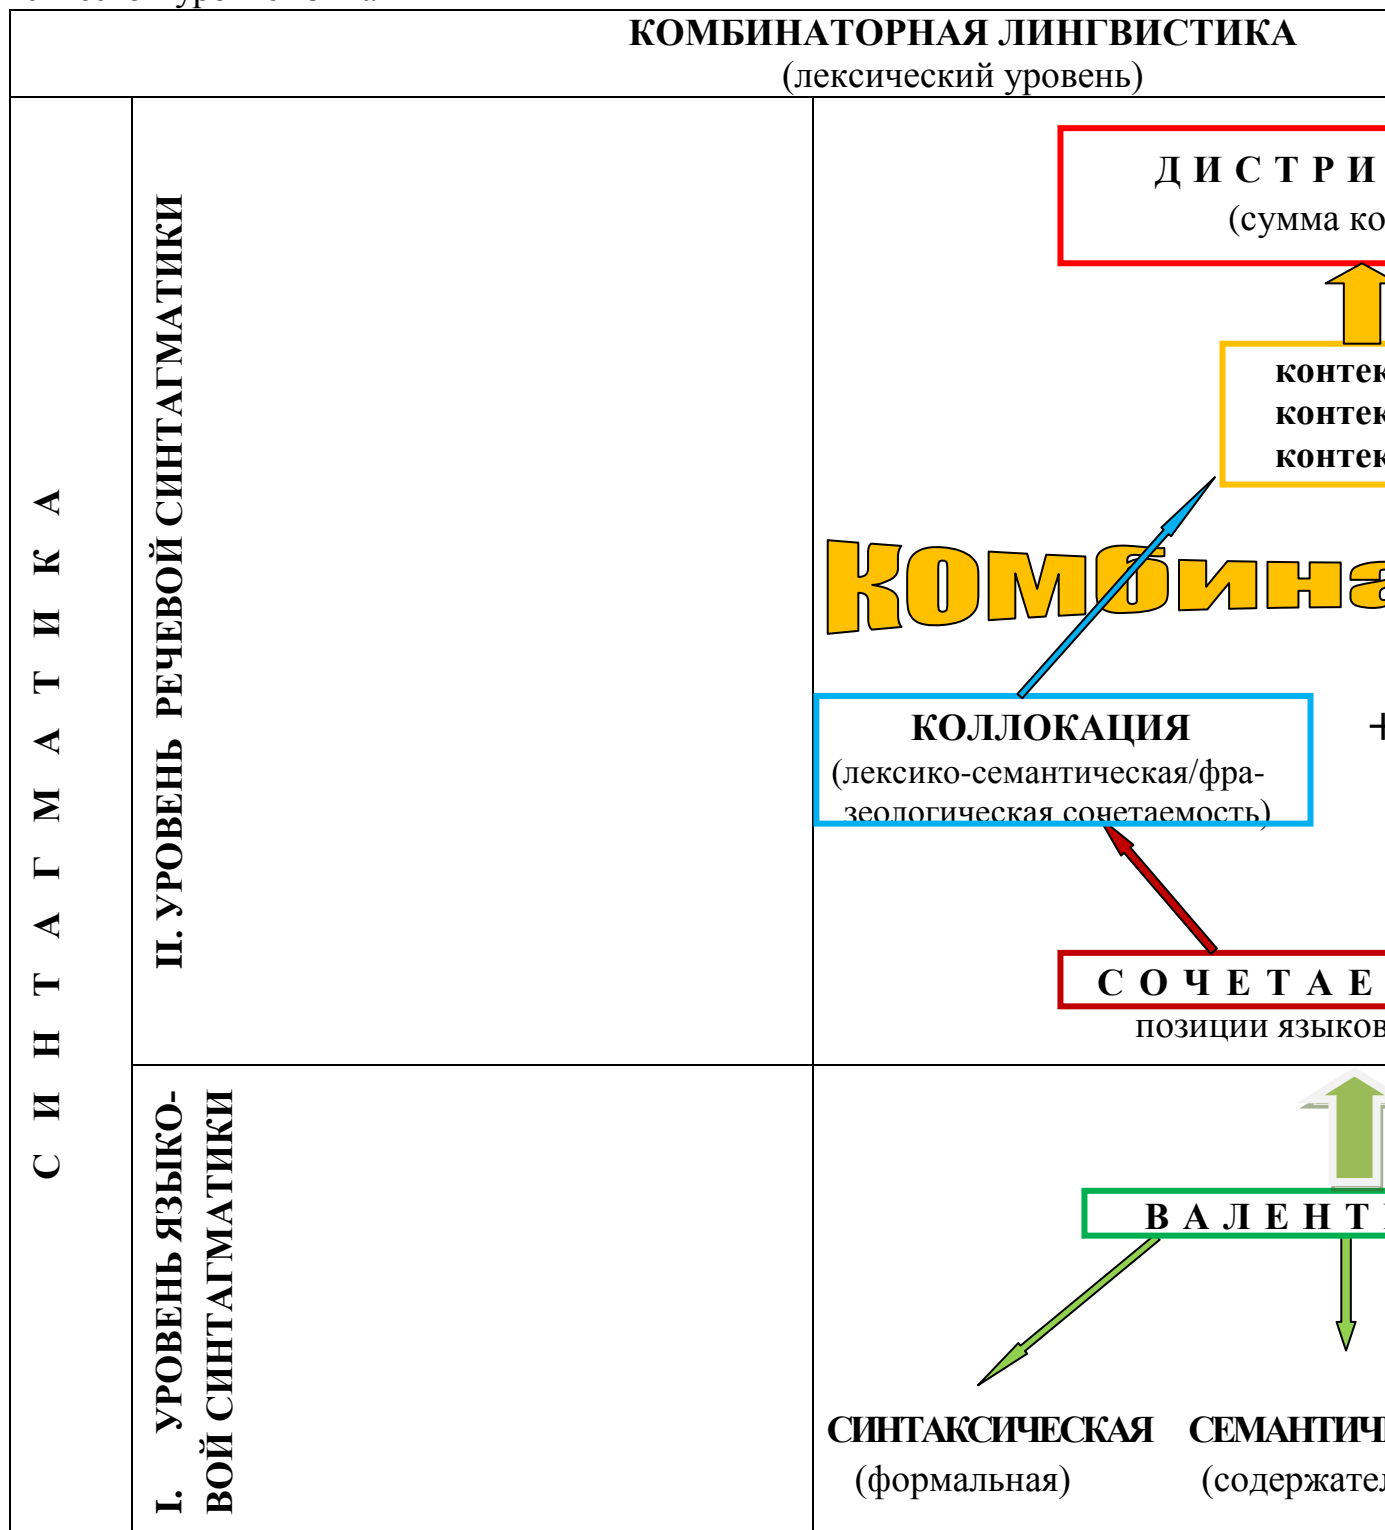 КОМБИНАТОРНАЯ ЛИНГВИСТИКА
(лексический уровень)
С И Н Т А Г М А Т И К А
II. УРОВЕНЬ РЕЧЕВОЙ СИНТАГМАТИКИ
Д И С Т Р И
(сумма ко
контек
контек
контек
Комбина
КОЛЛОКАЦИЯ
+
(лексико-семантическая/фра-
зеологическая сочетаемость)
С О Ч Е Т А Е
позиции языков
I. УРОВЕНЬ ЯЗЫКО-
ВОЙ СИНТАГМАТИКИ
В А Л Е Н Т
СИНТАКСИЧЕСКАЯ СЕМАНТИЧЕ
(формальная) (содержател